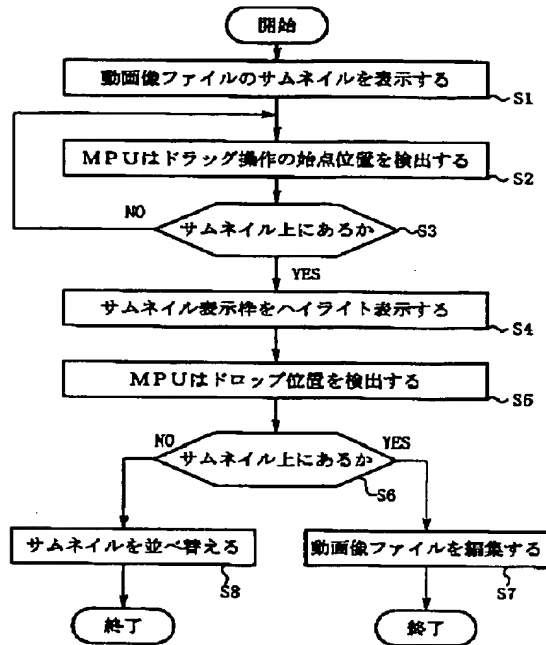 開始
動画像ファイルのサムネイルを表示する
S1
MPUはドラッグ操作の始点位置を検出する
S2
NO
サムネイル上にあるか
S3
YES
サムネイル表示枠をハイライト表示する
S4
MPUはドロップ位置を検出する
S5
NO
サムネイル上にあるか
YES
S6
サムネイルを並べ替える
S8
動画像ファイルを編集する
S7
終了
終了